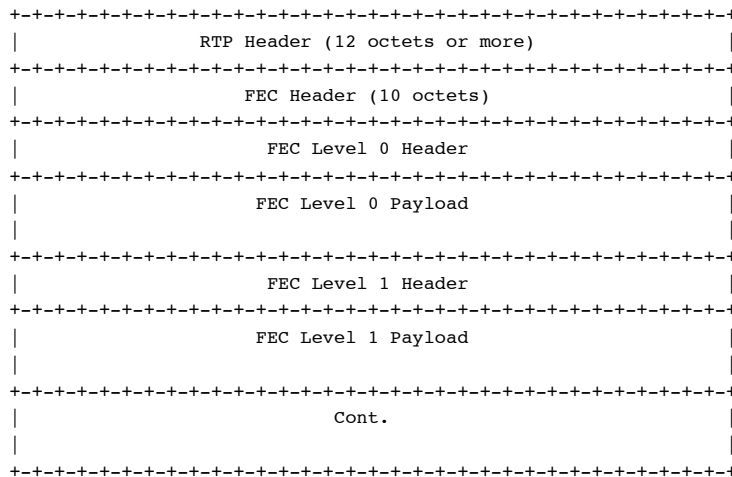 +-+-+-+-+-+-+-+-+-+-+-+-+-+-+-+-+-+-+-+-+-+-+-+-+-+-+-+-+-+-+-+-+
|                RTP Header (12 octets or more)                 |
+-+-+-+-+-+-+-+-+-+-+-+-+-+-+-+-+-+-+-+-+-+-+-+-+-+-+-+-+-+-+-+-+
|                    FEC Header (10 octets)                     |
+-+-+-+-+-+-+-+-+-+-+-+-+-+-+-+-+-+-+-+-+-+-+-+-+-+-+-+-+-+-+-+-+
|                      FEC Level 0 Header                       |
+-+-+-+-+-+-+-+-+-+-+-+-+-+-+-+-+-+-+-+-+-+-+-+-+-+-+-+-+-+-+-+-+
|                     FEC Level 0 Payload                       |
|                                                               |
+-+-+-+-+-+-+-+-+-+-+-+-+-+-+-+-+-+-+-+-+-+-+-+-+-+-+-+-+-+-+-+-+
|                      FEC Level 1 Header                       |
+-+-+-+-+-+-+-+-+-+-+-+-+-+-+-+-+-+-+-+-+-+-+-+-+-+-+-+-+-+-+-+-+
|                     FEC Level 1 Payload                       |
|                                                               |
+-+-+-+-+-+-+-+-+-+-+-+-+-+-+-+-+-+-+-+-+-+-+-+-+-+-+-+-+-+-+-+-+
|                            Cont.                              |
|                                                               |
+-+-+-+-+-+-+-+-+-+-+-+-+-+-+-+-+-+-+-+-+-+-+-+-+-+-+-+-+-+-+-+-+